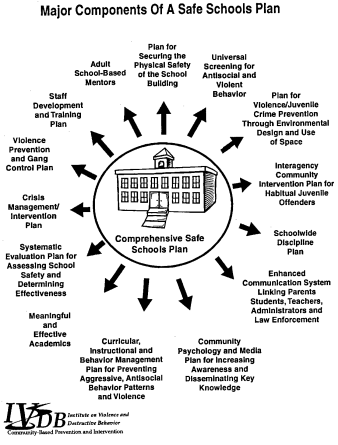 Major Components Of A Safe Schools Plan
Plan for
Securing the
Physical Safety
of the School
Building
Universal
Screening for
Antisocial and
Violent
Behavior
Plan for
Violence/Juvenile
Crime Prevention
Through Environmental
Design and Use
of Space
Interagency
Community
Intervention Plan for
Habitual Juvenile
Offenders
Schoolwide
Discipline
Plan
Enhanced
Communication System
Linking Parents
Students, Teachers,
Administrators and
Law Enforcement
Community
Psychology and Media
Plan for Increasing
Awareness and
Disseminating Key
Knowledge
Curricular,
Instructional and
Behavior Management
Plan for Preventing
Aggressive, Antisocial
Behavior Patterns
and Violence
Meaningful
and
Effective
Academics
Systematic
Evaluation Plan for
Assessing School
Safety and
Determining
Effectiveness
Crisis
Management/
Intervention
Plan
Violence
Prevention
and Gang
Control Plan
Staff
Development
and Training
Plan
Adult
School-Based
Mentors
Comprehensive Safe
Schools Plan
IVDB
Institute on Violence and
Destructive Behavior
Community-Based Prevention and Intervention